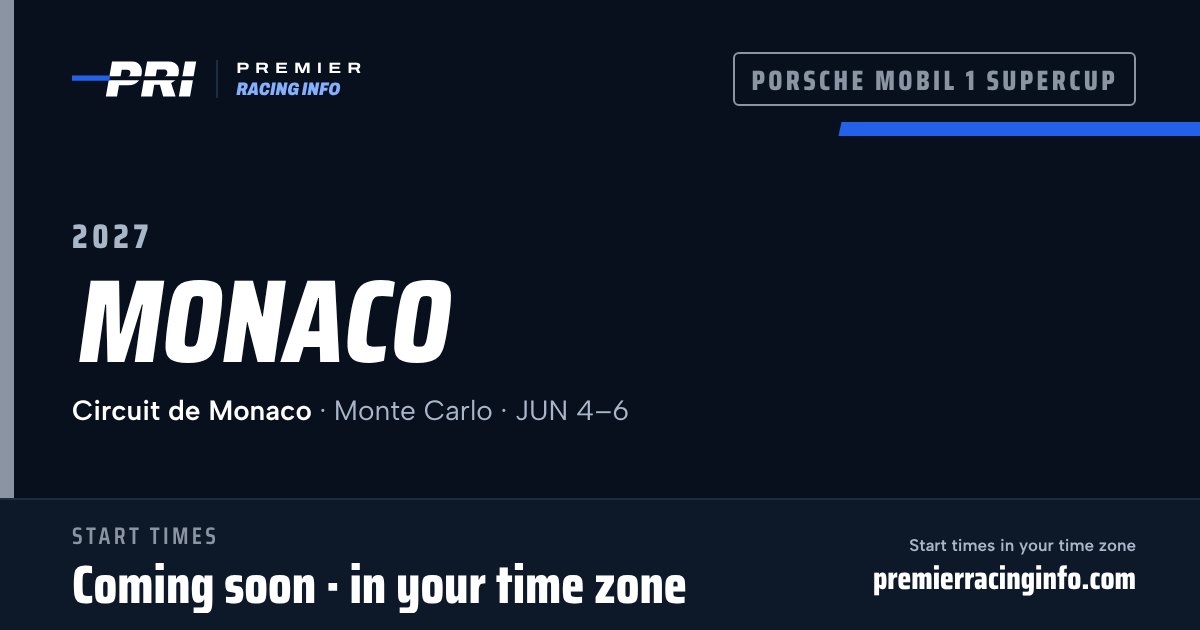 PRI
PREMIER
RACING INFO
PORSCHE MOBIL 1 SUPERCUP
2027
MONACO
Circuit de Monaco · Monte Carlo · JUN 4–6
START TIMES
Coming soon · in your time zone
Start times in your time zone
premierracinginfo.com